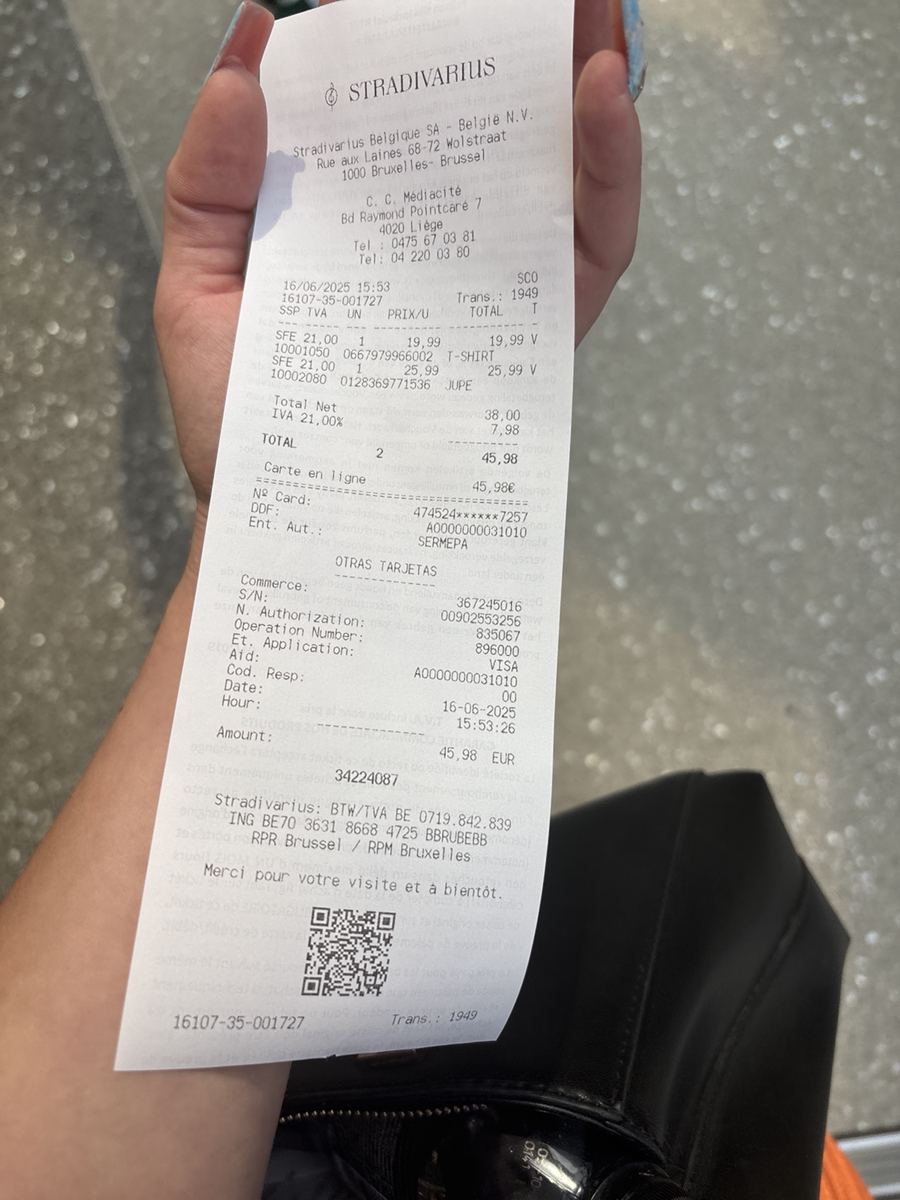 STRADIVARIUS
Stradivarius Belgique SA - België N.V.
Rue aux Laines 68-72 Wolstraat
1000 Bruxelles- Brussel
C. C. Médiacité
Bd Raymond Pointcaré 7
4020 Liège
Tel : 0475 67 03 81
Tel: 04 220 03 80
SCO
16/06/2025 15:53
16107-35-001727 Trans.: 1949
SSP TVA UN PRIX/U TOTAL T
SFE 21,00 1 19,99 19,99 V
10001050 0667979966002 T-SHIRT
SFE 21,00 1 25,99 25,99 V
10002080 0128369771536 JUPE
Total Net 38,00
IVA 21,00% 7,98
TOTAL 2 45,98
Carte en ligne 45,98€
Nº Card: 474524******7257
DDF: A0000000031010
Ent. Aut.: SERMEPA
OTRAS TARJETAS
Commerce: 367245016
S/N: 00902553256
N. Authorization: 835067
Operation Number: 896000
Et. Application: VISA
Aid: A0000000031010
Cod. Resp: 00
Date: 16-06-2025
Hour: 15:53:26
Amount: 45,98 EUR
34224087
Stradivarius: BTW/TVA BE 0719.842.839
ING BE70 3631 8668 4725 BBRUBEBB
RPR Brussel / RPM Bruxelles
Merci pour votre visite et à bientôt.
16107-35-001727 Trans.: 1949